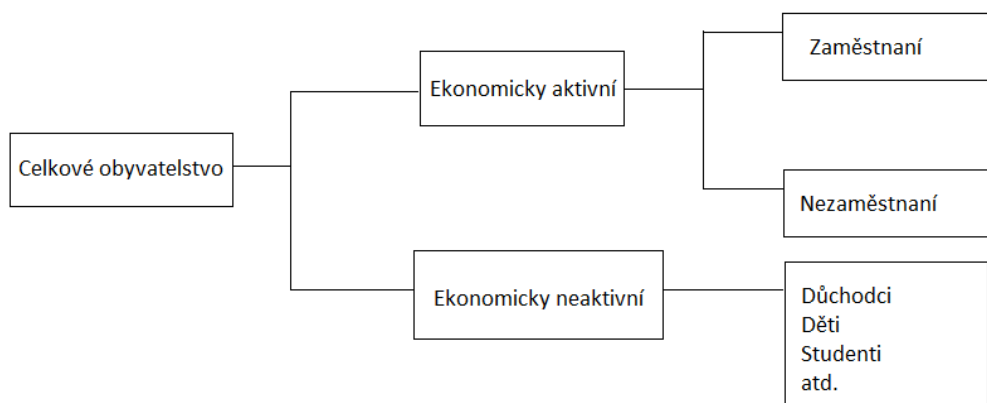 Celkové obyvatelstvo
Ekonomicky aktivní
Zaměstnaní
Nezaměstnaní
Ekonomicky neaktivní
Důchodci
Děti
Studenti
atd.